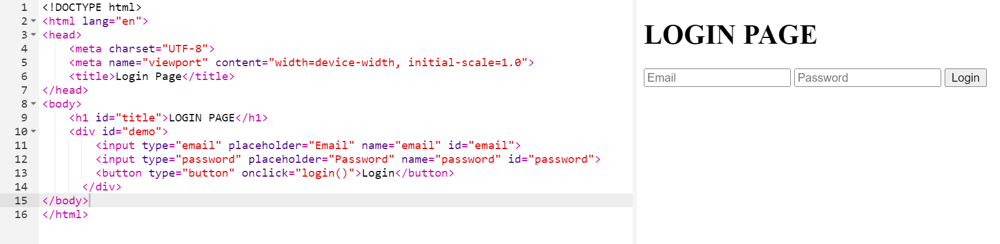 1 <!DOCTYPE html>
2 <html lang="en">
3 <head>
4 <meta charset="UTF-8">
5 <meta name="viewport" content="width=device-width, initial-scale=1.0">
6 <title>Login Page</title>
7 </head>
8 <body>
9 <h1 id="title">LOGIN PAGE</h1>
10 <div id="demo">
11 <input type="email" placeholder="Email" name="email" id="email">
12 <input type="password" placeholder="Password" name="password" id="password">
13 <button type="button" onclick="login()">Login</button>
14 </div>
15 </body>
16 </html>
LOGIN PAGE
Email Password Login